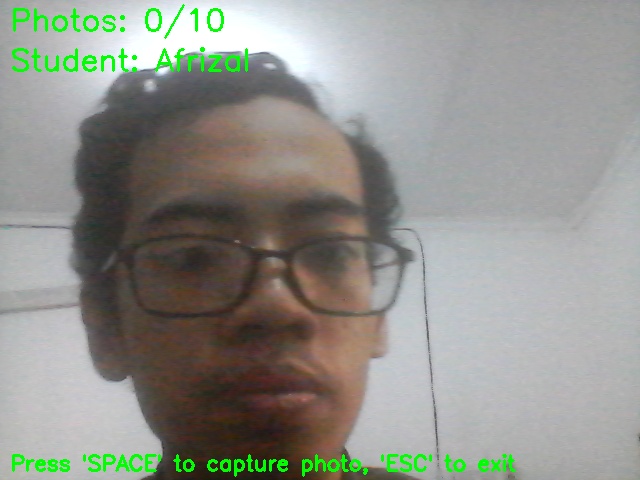 Photos: 0/10
Student: Afrizal
Press 'SPACE' to capture photo, 'ESC' to exit